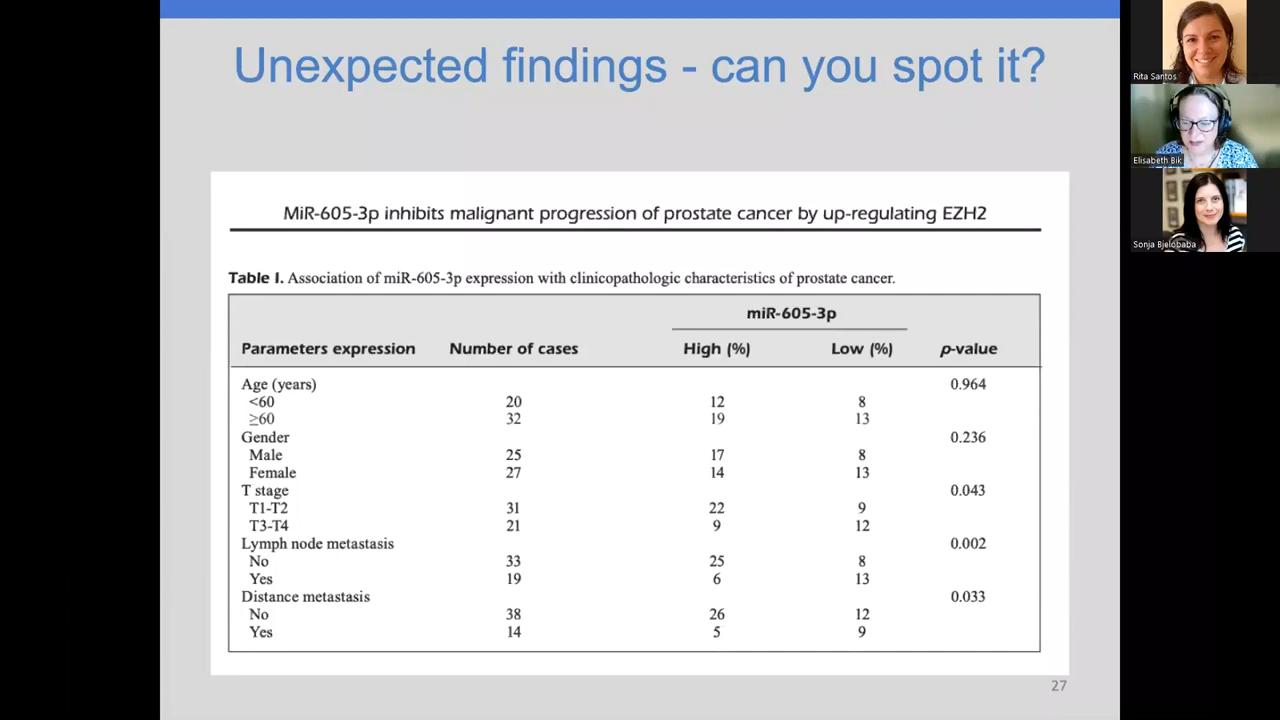 Unexpected findings - can you spot it?
MiR-605-3p inhibits malignant progression of prostate cancer by up-regulating EZH2
Table I. Association of miR-605-3p expression with clinicopathologic characteristics of prostate cancer.
miR-605-3p
Parameters expression Number of cases High (%) Low (%) p-value
Age (years) 0.964
<60 20 12 8
≥60 32 19 13
Gender 0.236
Male 25 17 8
Female 27 14 13
T stage 0.043
T1-T2 31 22 9
T3-T4 21 9 12
Lymph node metastasis 0.002
No 33 25 8
Yes 19 6 13
Distance metastasis 0.033
No 38 26 12
Yes 14 5 9
27
Rita Santos
Elisabeth Bik
Sonja Bjelobaba